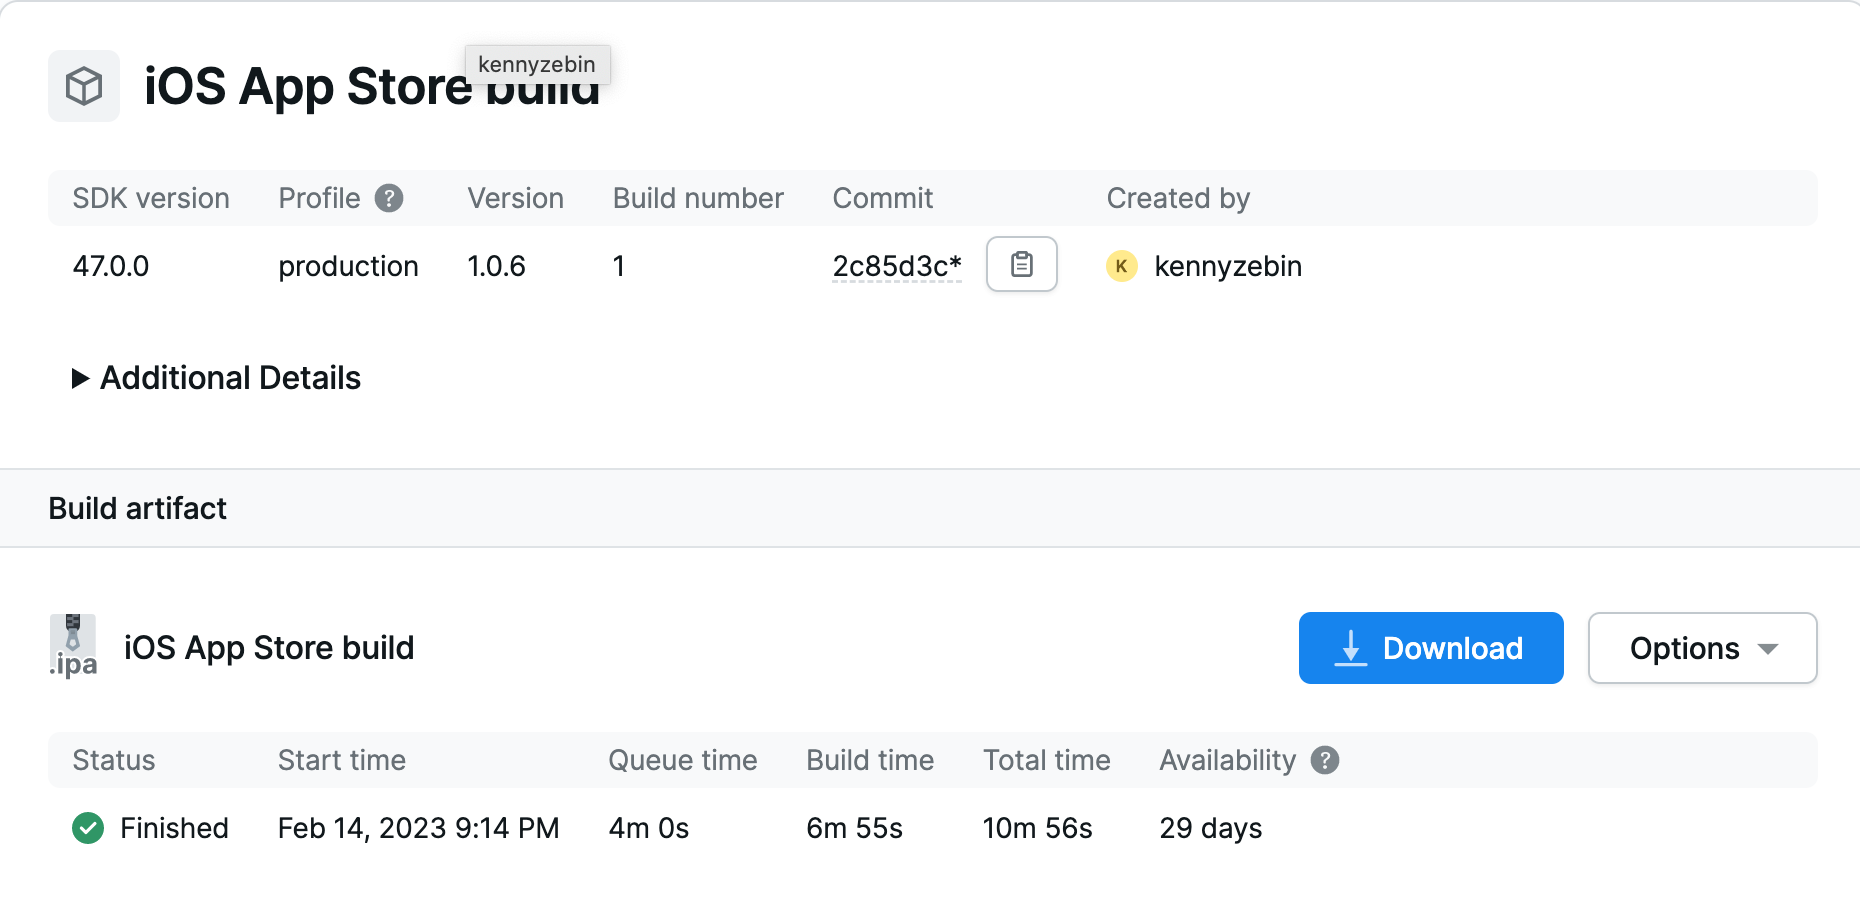 kennyzebin
iOS App Store build
SDK version Profile ? Version Build number Commit Created by
47.0.0 production 1.0.6 1 2c85d3c* K kennyzebin
Additional Details
Build artifact
.ipa iOS App Store build Download Options
Status Start time Queue time Build time Total time Availability ?
Finished Feb 14, 2023 9:14 PM 4m 0s 6m 55s 10m 56s 29 days